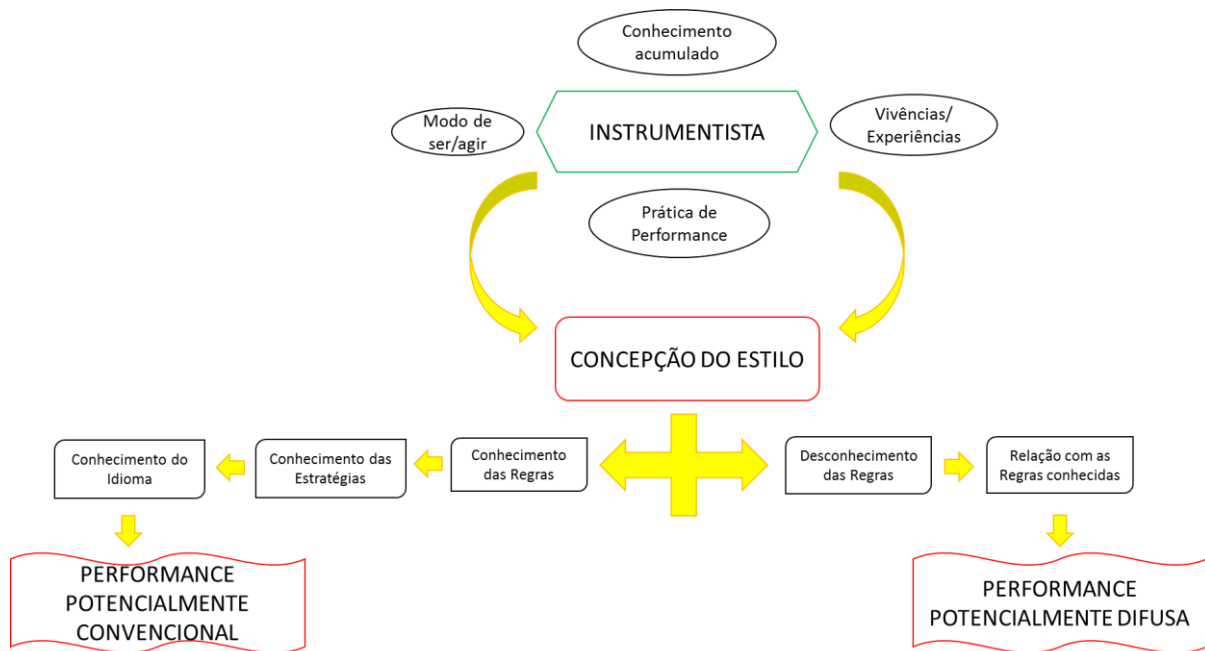 Conhecimento
acumulado
Modo de
ser/agir
INSTRUMENTISTA
Vivências/
Experiências
Prática de
Performance
CONCEPÇÃO DO ESTILO
Conhecimento do
Idioma
Conhecimento das
Estratégias
Conhecimento
das Regras
Desconhecimento
das Regras
Relação com as
Regras conhecidas
PERFORMANCE
POTENCIALMENTE
CONVENCIONAL
PERFORMANCE
POTENCIALMENTE DIFUSA